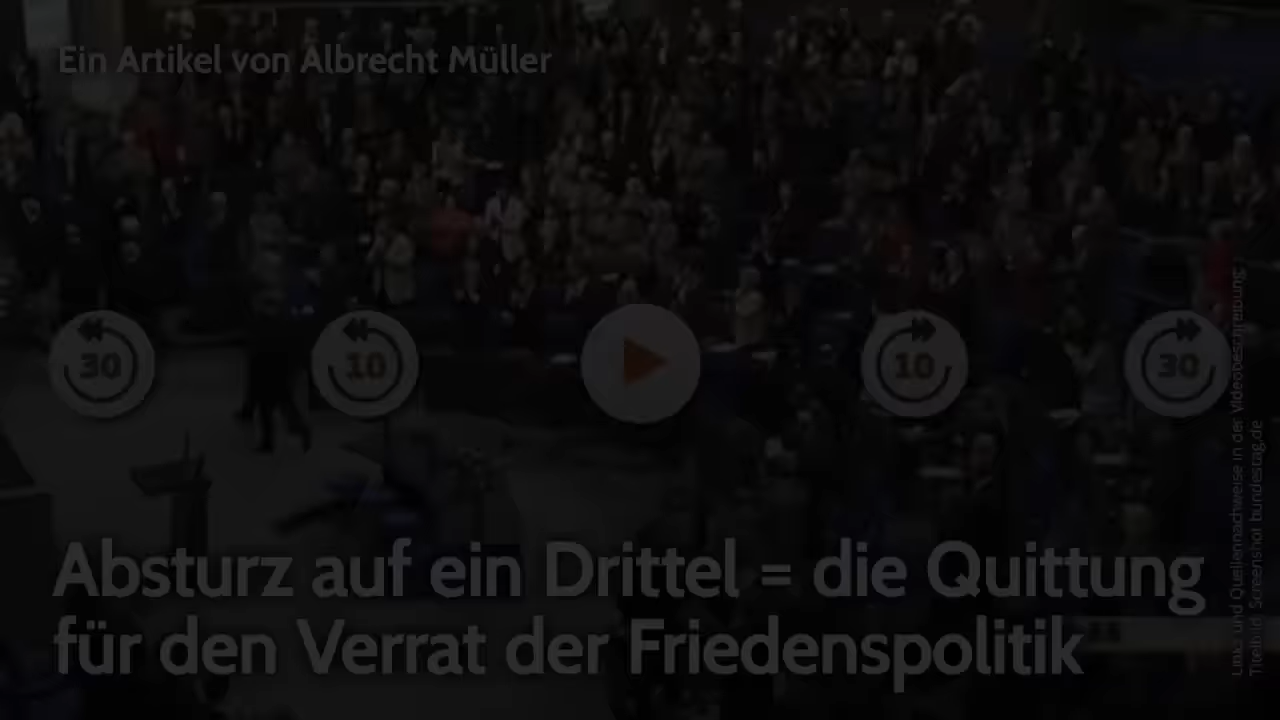 Ein Artikel von Albrecht Müller
30
10
10
30
Absturz auf ein Drittel = die Quittung
für den Verrat der Friedenspolitik
Links und Quellennachweise in der Videobeschreibung;
Titelbild: Screenshot bundestag.de